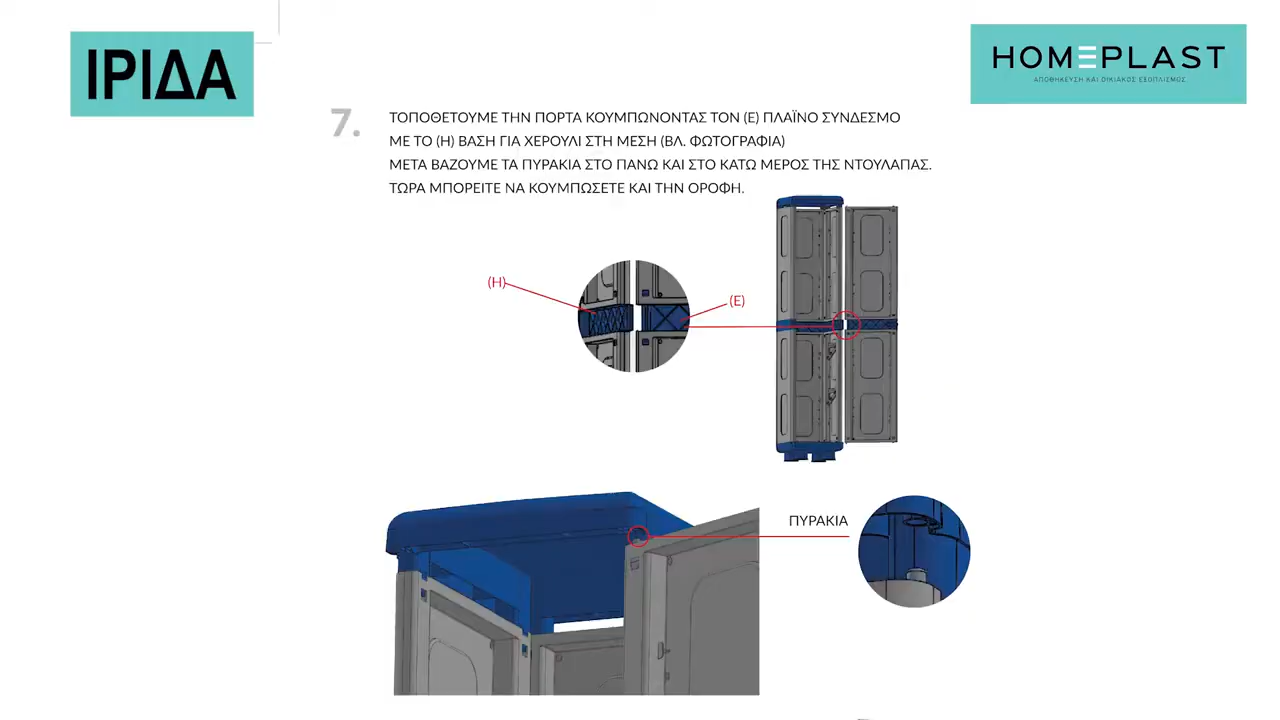 ΙΡΙΔΑ
HOMEPLAST
ΑΠΟΘΗΚΕΥΣΗ ΚΑΙ ΟΙΚΙΑΚΟΣ ΕΞΟΠΛΙΣΜΟΣ
7. ΤΟΠΟΘΕΤΟΥΜΕ ΤΗΝ ΠΟΡΤΑ ΚΟΥΜΠΩΝΟΝΤΑΣ ΤΟΝ (Ε) ΠΛΑΪΝΟ ΣΥΝΔΕΣΜΟ
ΜΕ ΤΟ (Η) ΒΑΣΗ ΓΙΑ ΧΕΡΟΥΛΙ ΣΤΗ ΜΕΣΗ (ΒΛ. ΦΩΤΟΓΡΑΦΙΑ)
ΜΕΤΑ ΒΑΖΟΥΜΕ ΤΑ ΠΥΡΑΚΙΑ ΣΤΟ ΠΑΝΩ ΚΑΙ ΣΤΟ ΚΑΤΩ ΜΕΡΟΣ ΤΗΣ ΝΤΟΥΛΑΠΑΣ.
ΤΩΡΑ ΜΠΟΡΕΙΤΕ ΝΑ ΚΟΥΜΠΩΣΕΤΕ ΚΑΙ ΤΗΝ ΟΡΟΦΗ.
(Η)
(Ε)
ΠΥΡΑΚΙΑ